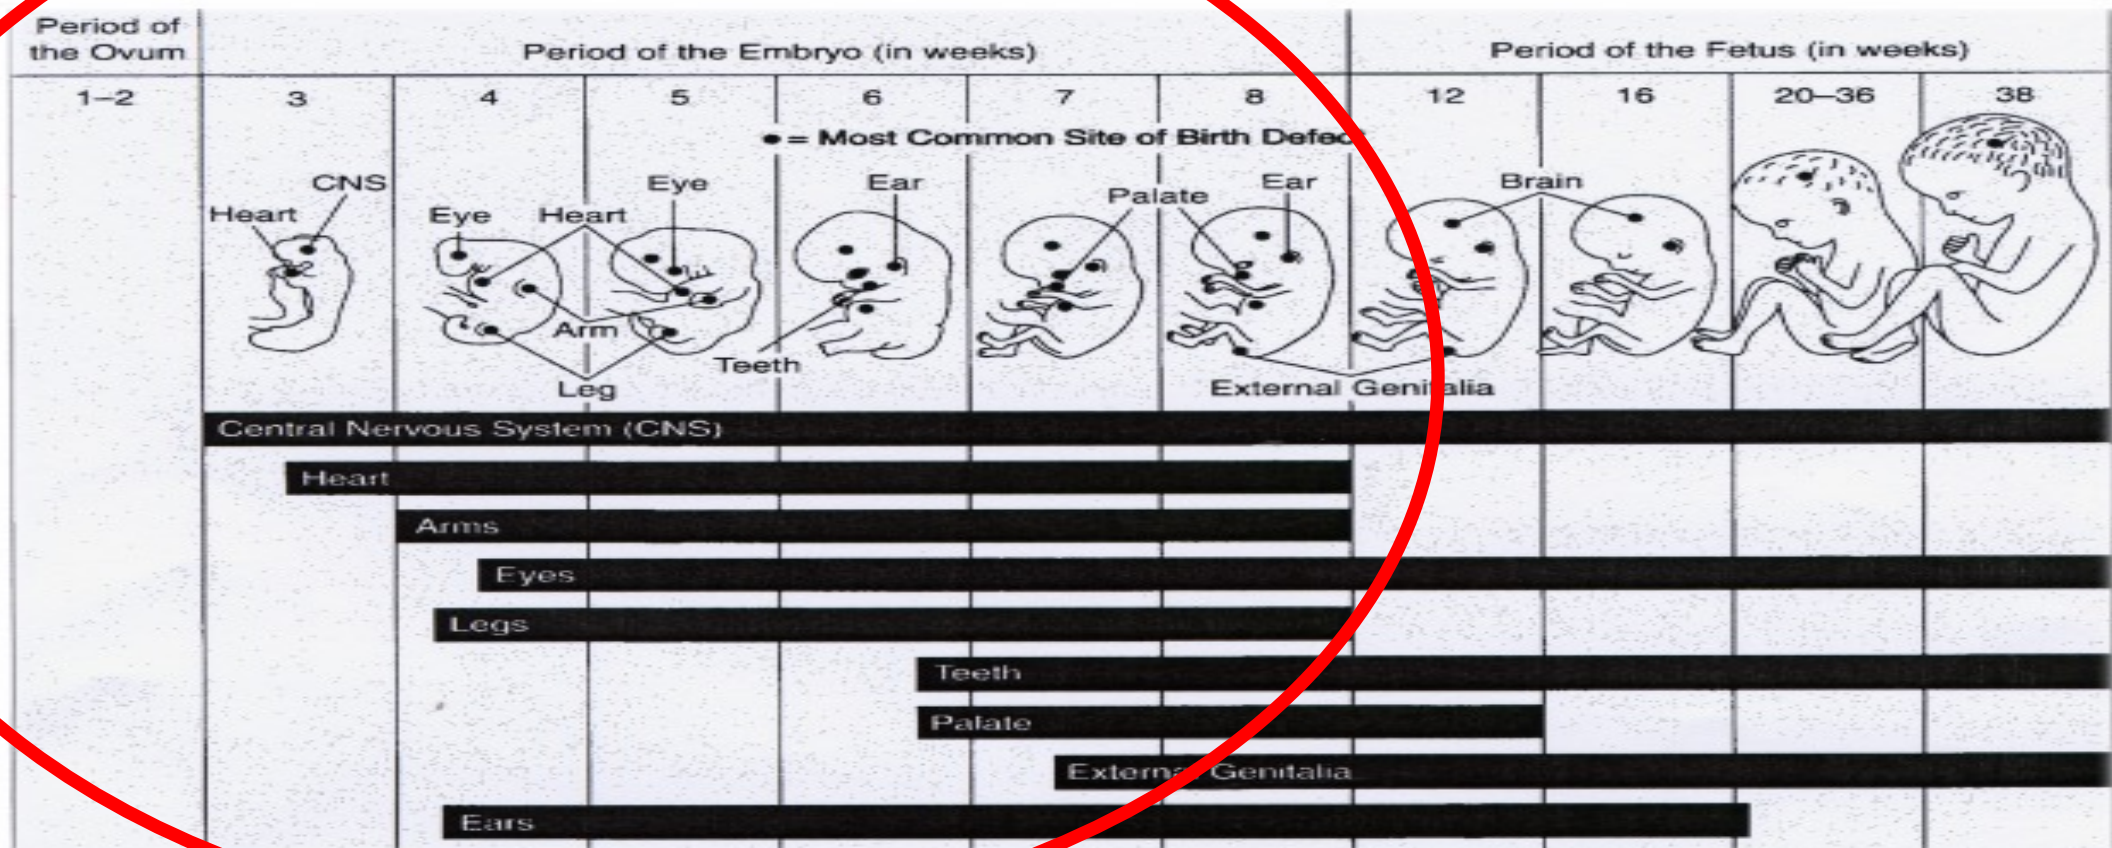 Period of
the Ovum
Period of the Embryo (in weeks)
Period of the Fetus (in weeks)
1–2 3 4 5 6 7 8 12 16 20–36 38
● = Most Common Site of Birth Defec
CNS
Heart
Eye
Heart
Eye
Ear
Palate
Ear
Brain
Arm
Leg
Teeth
External Genitalia
Central Nervous System (CNS)
Heart
Arms
Eyes
Legs
Teeth
Palate
External Genitalia
Ears